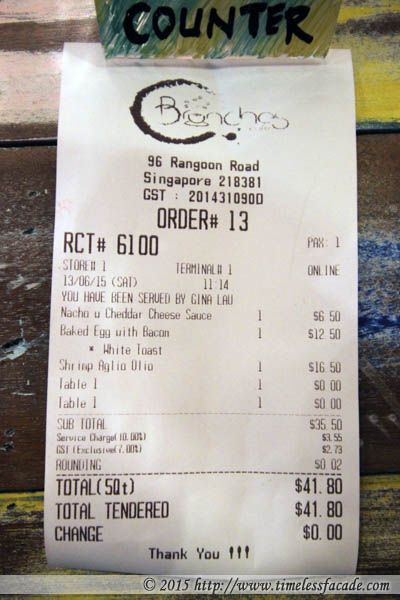 COUNTER
Brunches
CAFE
96 Rangoon Road
Singapore 218381
GST : 201431090D
ORDER# 13
RCT# 6100 PAX: 1
STORE# 1 TERMINAL# 1 ONLINE
13/06/15 (SAT) 11:14
YOU HAVE BEEN SERVED BY GINA LAU
Nacho w Cheddar Cheese Sauce 1 $6.50
Baked Egg with Bacon 1 $12.50
* White Toast
Shrimp Aglio Olio 1 $16.50
Table 1 1 $0.00
Table 1 1 $0.00
SUB TOTAL $35.50
Service Charge(10.00%) $3.55
GST (Exclusive)(7.00%) $2.73
ROUNDING $0.02
TOTAL(5Qt) $41.80
TOTAL TENDERED $41.80
CHANGE $0.00
Thank You !!!
© 2015 http://www.timelessfacade.com